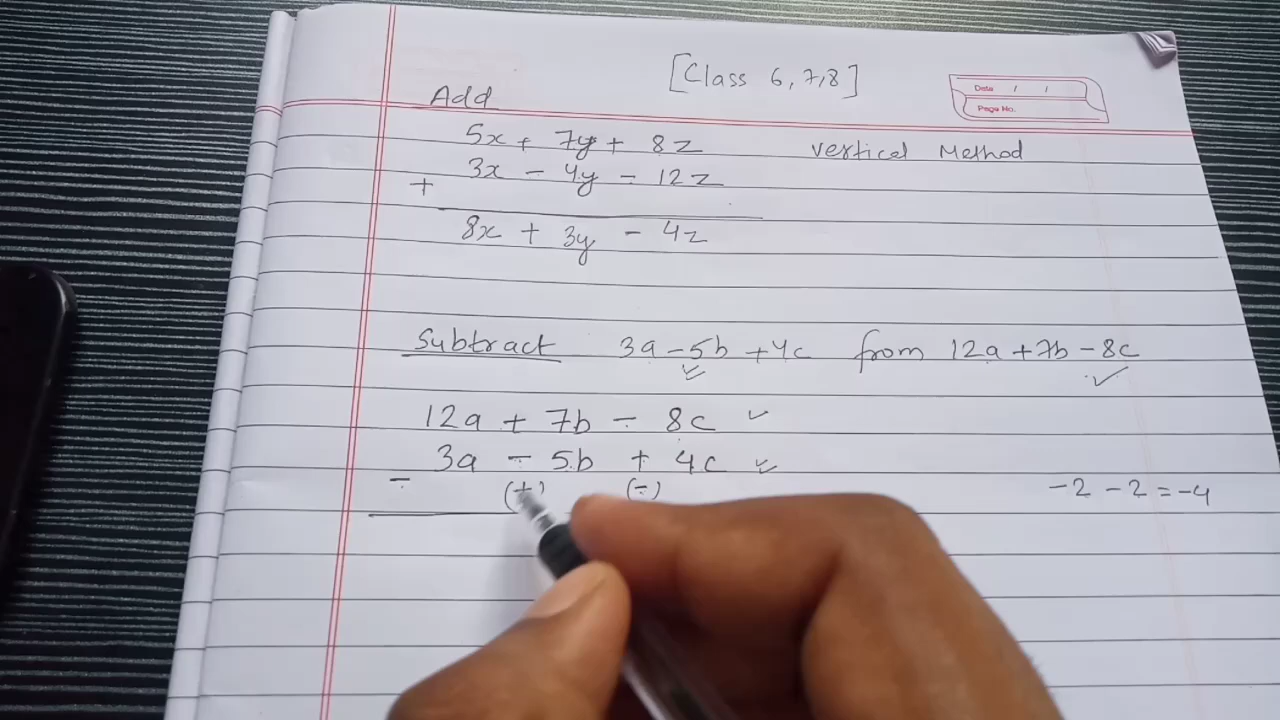 [Class 6,7,8]
Date / /
Page No.
Add
5x + 7y + 8z vertical Method
+ 3x - 4y - 12z
8x + 3y - 4z
Subtract 3a - 5b + 4c from 12a + 7b - 8c
12a + 7b - 8c
3a - 5b + 4c
- (+) (-) -2 - 2 = -4